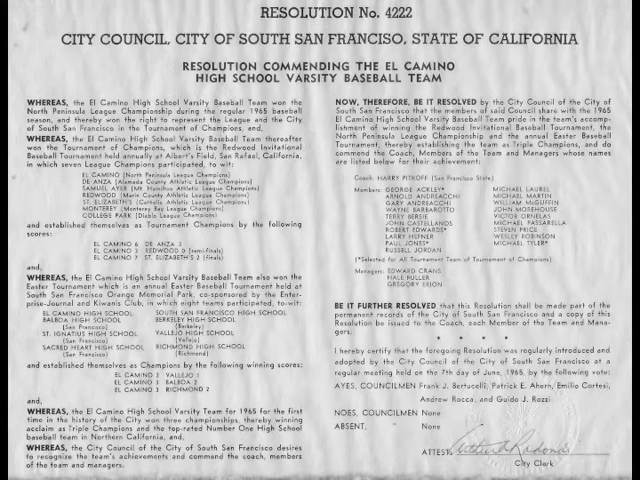 RESOLUTION No. 4222
CITY COUNCIL, CITY OF SOUTH SAN FRANCISO, STATE OF CALIFORNIA
RESOLUTION COMMENDING THE EL CAMINO
HIGH SCHOOL VARSITY BASEBALL TEAM
WHEREAS, the El Camino High School Varsity Baseball Team won the
North Peninsula League Championship during the regular 1965 baseball
season, and thereby won the right to represent the League and the City
of South San Francisco in the Tournament of Champions, and,
WHEREAS, the El Camino High School Varsity Baseball Team thereafter
won the Tournament of Champions, which is the Redwood Invitational
Baseball Tournament held annually at Albert's Field, San Rafael, California,
in which seven League Champions participated, to wit:
EL CAMINO (North Peninsula League Champions)
DE ANZA (Alameda County Athletic League Champions)
SAMUEL AYER (Mt Hamilton Athletic League Champions)
REDWOOD (Marin County Athletic League Champions)
ST. ELIZABETH'S (Catholic Athletic League Champions)
MONTEREY (Monterey Bay League Champions)
COLLEGE PARK (Diablo League Champions)
and established themselves as Tournament Champions by the following
scores:
EL CAMINO 6 DE ANZA 3
EL CAMINO 3 REDWOOD 0 (semi-finals)
EL CAMINO 7 ST. ELIZABETH'S 2 (finals)
and,
WHEREAS, the El Camino High School Varsity Baseball Team also won the
Easter Tournament which is an annual Easter Baseball Tournament held at
South San Francisco Orange Memorial Park, co-sponsored by the Enter-
prise-Journal and Kiwanis Club, in which eight teams participated, to-wit:
EL CAMINO HIGH SCHOOL SOUTH SAN FRANCISCO HIGH SCHOOL
BALBOA HIGH SCHOOL BERKELEY HIGH SCHOOL
(San Francisco) (Berkeley)
ST. IGNATIUS HIGH SCHOOL VALLEJO HIGH SCHOOL
(San Francisco) (Vallejo)
SACRED HEART HIGH SCHOOL RICHMOND HIGH SCHOOL
(San Francisco) (Richmond)
and established themselves as Champions by the following winning scores:
EL CAMINO 3 VALLEJO 1
EL CAMINO 3 BALBOA 2
EL CAMINO 3 RICHMOND 2
and,
WHEREAS, the El Camino High School Varsity Team for 1965 for the first
time in the history of the City won three championships, thereby winning
acclaim as Triple Champions and the top-rated Number One High School
baseball team in Northern California, and,
WHEREAS, the City Council of the City of South San Francisco desires
to recognize the team's achievements and commend the coach, members
of the team and managers.
NOW, THEREFORE, BE IT RESOLVED by the City Council of the City of
South San Francisco that the members of said Council share with the 1965
El Camino High School Varsity Baseball Team pride in the team's accom-
plishment of winning the Redwood Invitational Baseball Tournament, the
North Peninsula League Championship and the annual Easter Baseball
Tournament, thereby establishing the team as Triple Champions, and do
commend the Coach, Members of the Team and Managers whose names
are listed below for their achievement:
Coach: HARRY PITKOFF (San Francisco State)
Members: GEORGE ACKLEY* MICHAEL LAUREL
ARNOLD ANDREACCHI MICHAEL MARTIN
GARY ANDREACCHI WILLIAM McGUFFIN
WAYNE BARBAROTTO JOHN MOREHOUSE
TERRY BERSIE VICTOR ORNELAS
JOHN CASTELLANOS MICHAEL PASSARELLA
ROBERT EDWARDS* STEVEN PRICE
LARRY HEFNER WESLEY ROBINSON
PAUL JONES* MICHAEL TYLER*
RUSSELL JORDAN
(*Selected for All Tournament Team of Tournament of Champions)
Managers: EDWARD CRANS
HALE FULLER
GREGORY ERION
BE IT FURTHER RESOLVED that this Resolution shall be made part of the
permanent records of the City of South San Francisco and a copy of this
Resolution be issued to the Coach, each Member of the Team and Mana-
gers.
* * * *
I hereby certify that the foregoing Resolution was regularly introduced and
adopted by the City Council of the City of South San Francisco at a
regular meeting held on the 7th day of June, 1965, by the following vote:
AYES, COUNCILMEN Frank J. Bertucelli, Patrick E. Ahern, Emilio Cortesi,
Andrew Rocca, and Guido J. Rozzi
NOES, COUNCILMEN None
ABSENT, " None
ATTEST:
City Clerk